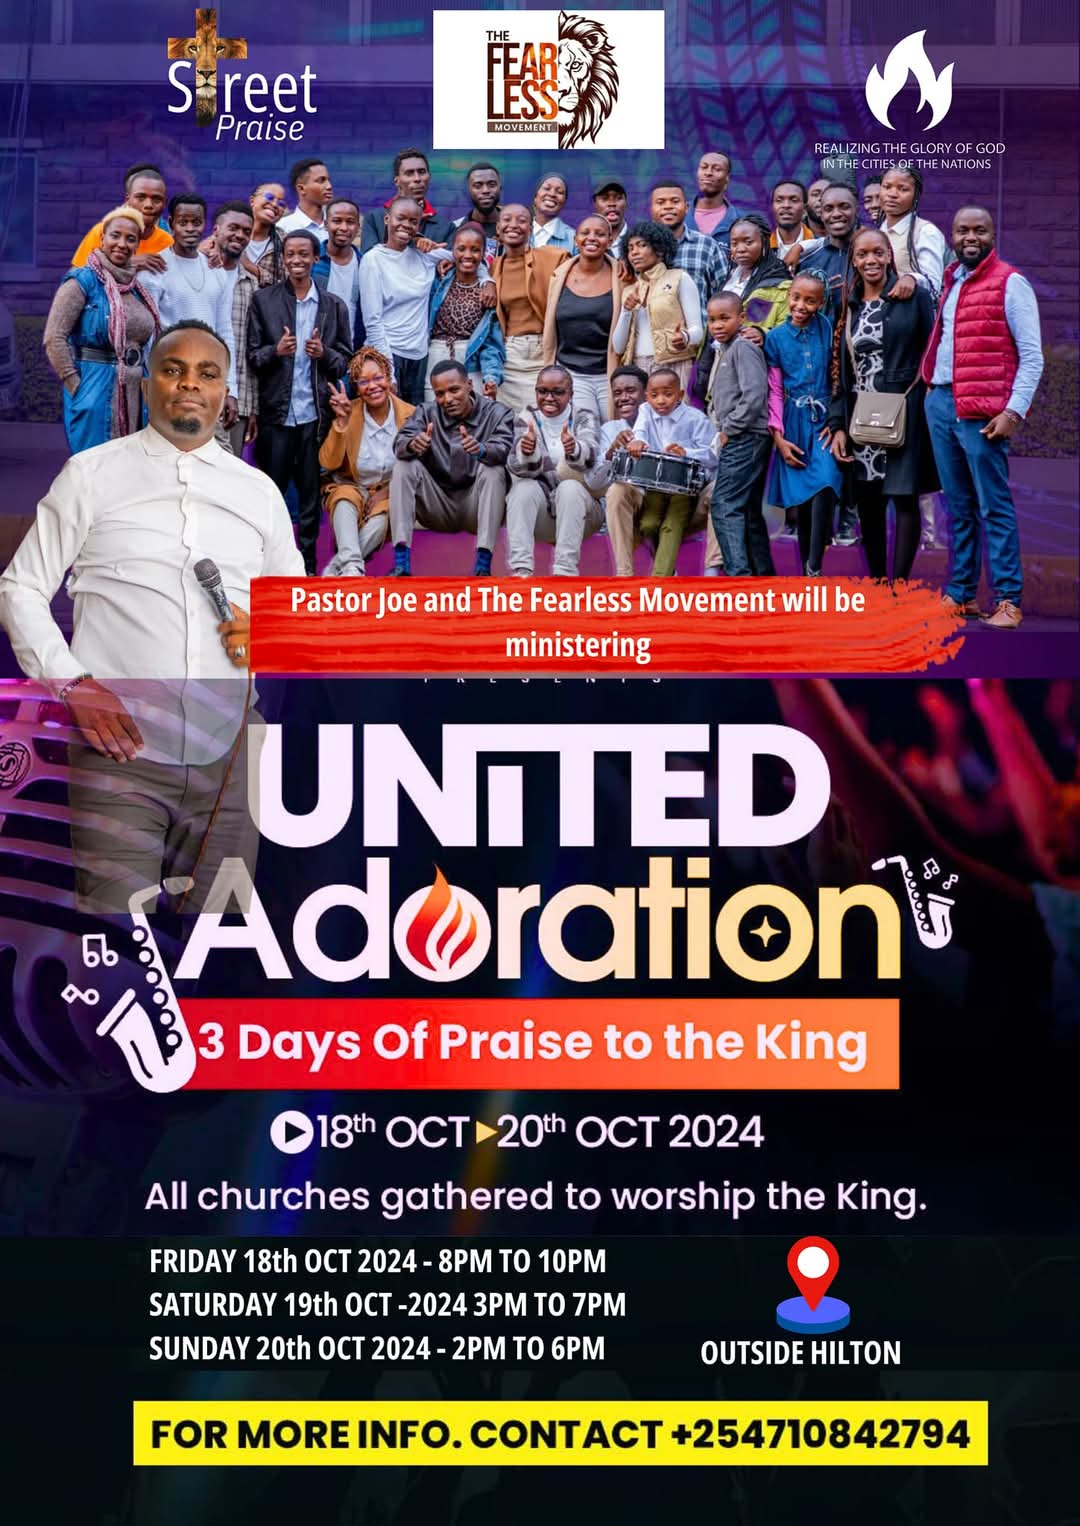 Street
Praise
THE
FEAR
LESS
MOVEMENT
REALIZING THE GLORY OF GOD
IN THE CITIES OF THE NATIONS
Pastor Joe and The Fearless Movement will be
ministering
PRESENTS
UNITED
Adoration
3 Days Of Praise to the King
18th OCT 20th OCT 2024
All churches gathered to worship the King.
FRIDAY 18th OCT 2024 - 8PM TO 10PM
SATURDAY 19th OCT -2024 3PM TO 7PM
SUNDAY 20th OCT 2024 - 2PM TO 6PM
OUTSIDE HILTON
FOR MORE INFO. CONTACT +254710842794